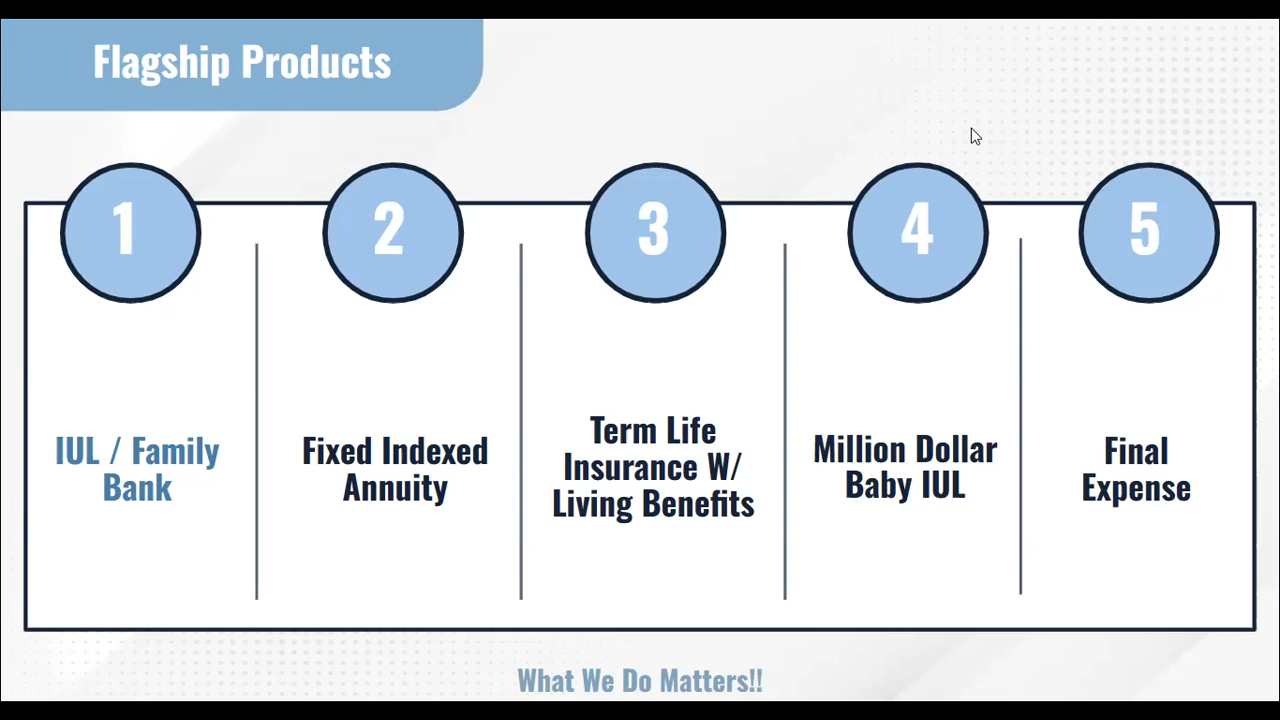 Flagship Products
1
2
3
4
5
IUL / Family
Bank
Fixed Indexed
Annuity
Term Life
Insurance W/
Living Benefits
Million Dollar
Baby IUL
Final
Expense
What We Do Matters!!